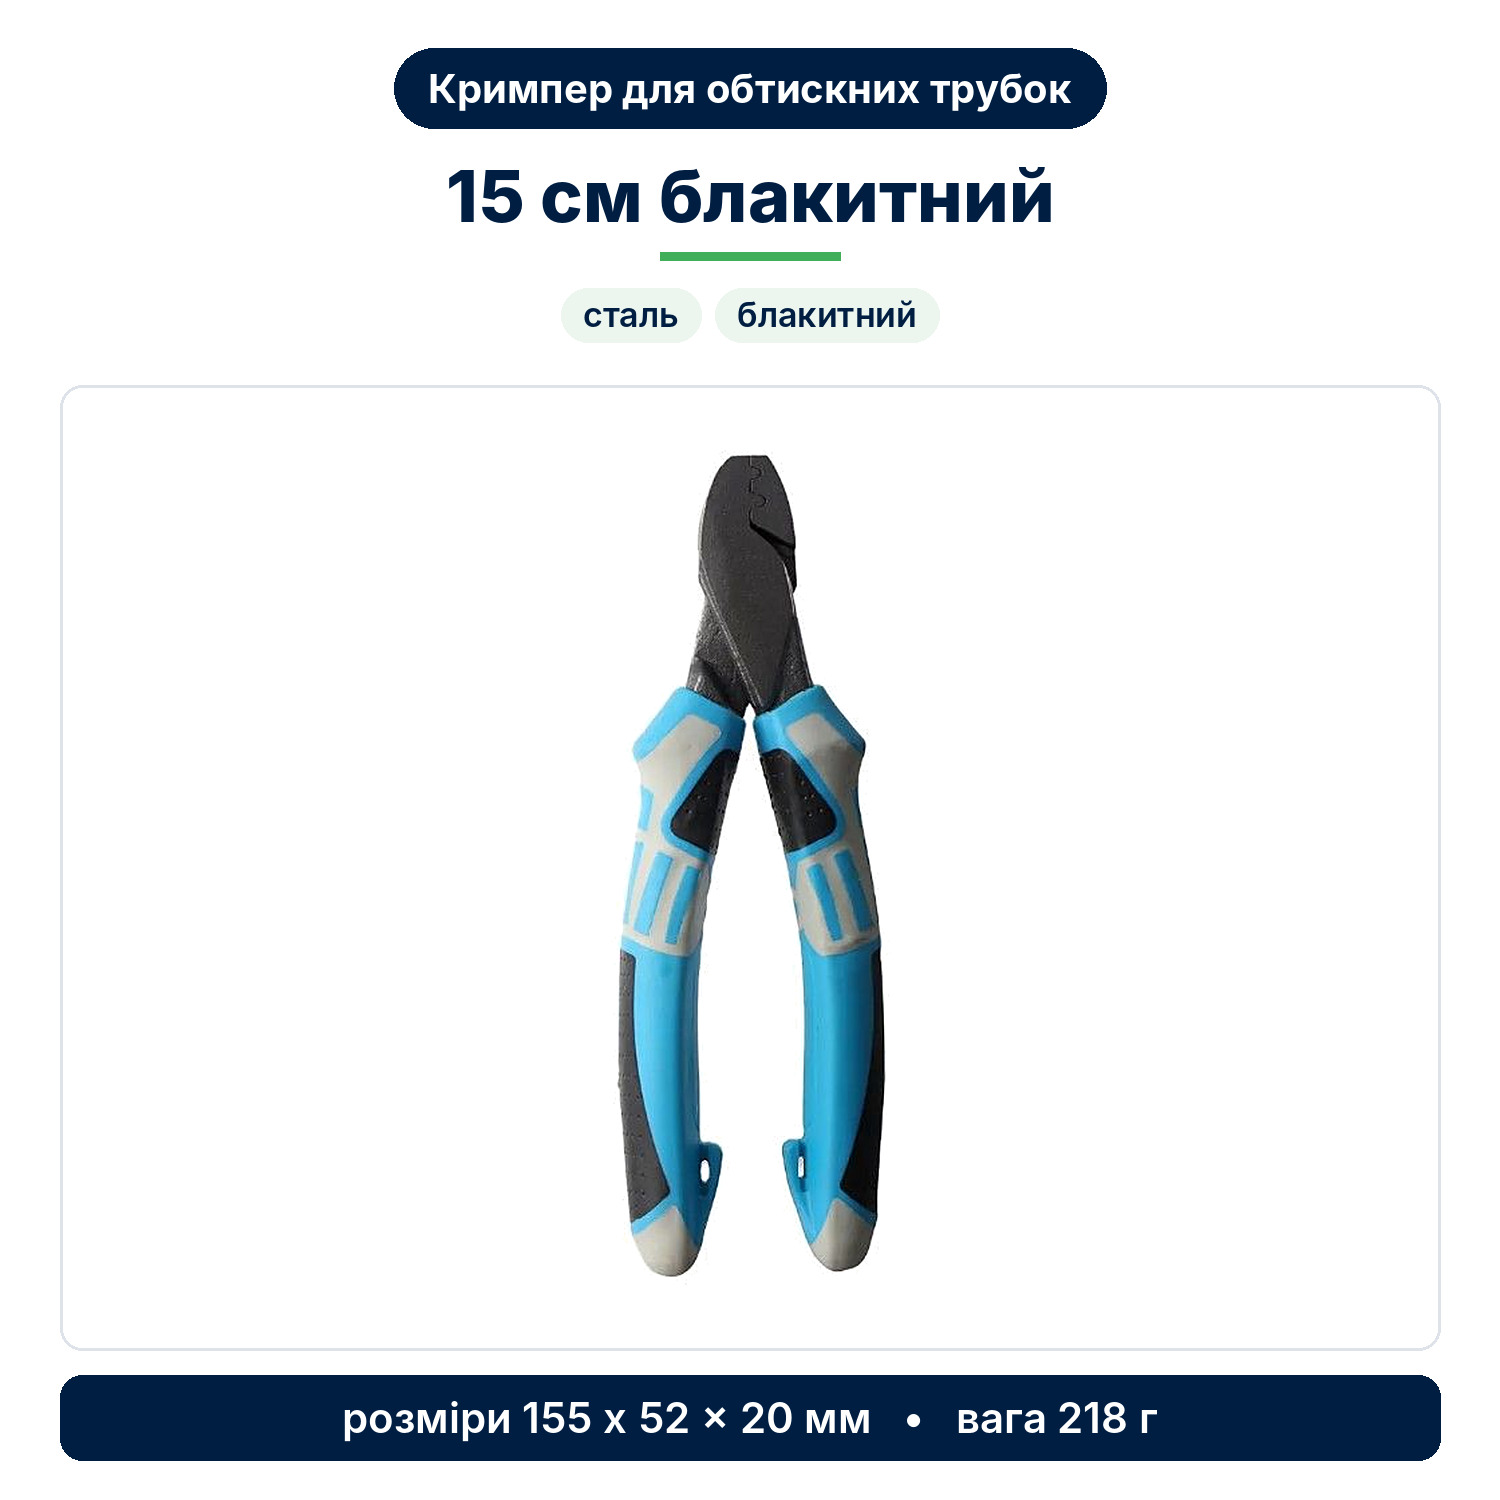 Кримпер для обтискних трубок
15 см блакитний
сталь блакитний
розміри 155 х 52 × 20 мм • вага 218 г